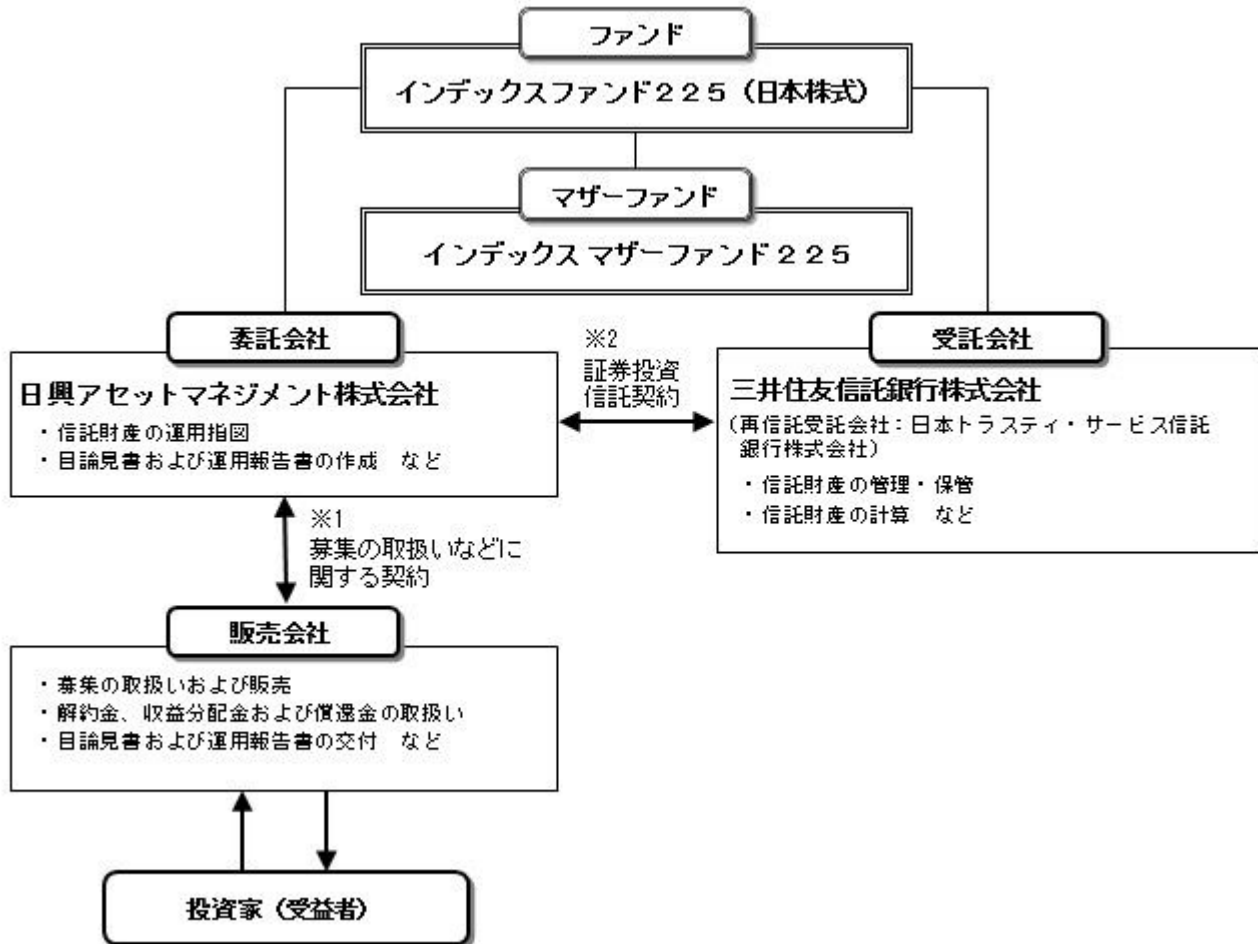 ファンド
インデックスファンド２２５（日本株式）
マザーファンド
インデックス マザーファンド２２５
委託会社
日興アセットマネジメント株式会社
・信託財産の運用指図
・目論見書および運用報告書の作成　など
※2
証券投資
信託契約
受託会社
三井住友信託銀行株式会社
（再信託受託会社：日本トラスティ・サービス信託
銀行株式会社）
・信託財産の管理・保管
・信託財産の計算　など
※1
募集の取扱いなどに
関する契約
販売会社
・募集の取扱いおよび販売
・解約金、収益分配金および償還金の取扱い
・目論見書および運用報告書の交付　など
投資家（受益者）